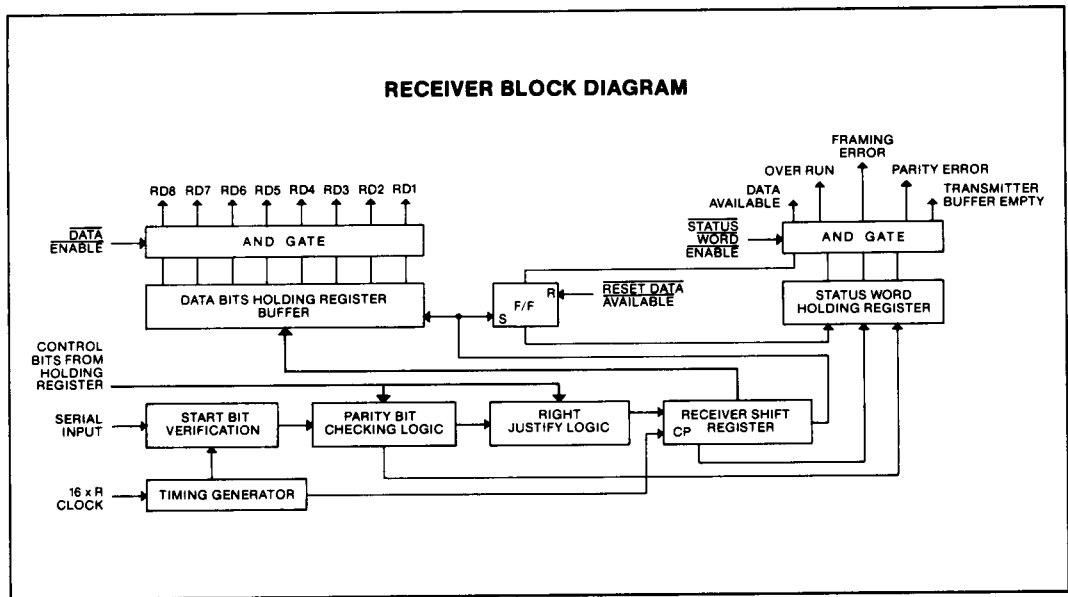 RECEIVER BLOCK DIAGRAM
FRAMING
ERROR
OVER RUN
PARITY ERROR
DATA
AVAILABLE
TRANSMITTER
BUFFER EMPTY
RD8 RD7 RD6 RD5 RD4 RD3 RD2 RD1
DATA
ENABLE
AND GATE
STATUS
WORD
ENABLE
AND GATE
DATA BITS HOLDING REGISTER
BUFFER
F/F
R
S
RESET DATA
AVAILABLE
STATUS WORD
HOLDING REGISTER
CONTROL
BITS FROM
HOLDING
REGISTER
SERIAL
INPUT
START BIT
VERIFICATION
PARITY BIT
CHECKING LOGIC
RIGHT
JUSTIFY LOGIC
RECEIVER SHIFT
REGISTER
CP
16 x R
CLOCK
TIMING GENERATOR